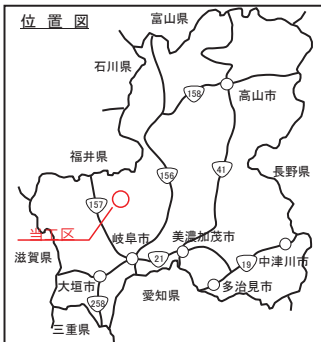 位置図
富山県
石川県
158
高山市
福井県
156
41
長野県
157
当工区
岐阜市
美濃加茂市
滋賀県
21
19
中津川市
大垣市
愛知県
多治見市
258
三重県